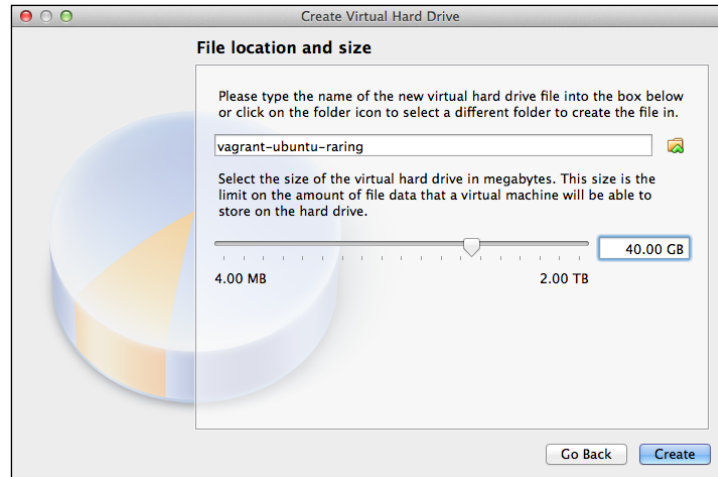 Create Virtual Hard Drive
File location and size
Please type the name of the new virtual hard drive file into the box below
or click on the folder icon to select a different folder to create the file in.
vagrant-ubuntu-raring
Select the size of the virtual hard drive in megabytes. This size is the
limit on the amount of file data that a virtual machine will be able to
store on the hard drive.
40.00 GB
4.00 MB
2.00 TB
Go Back
Create